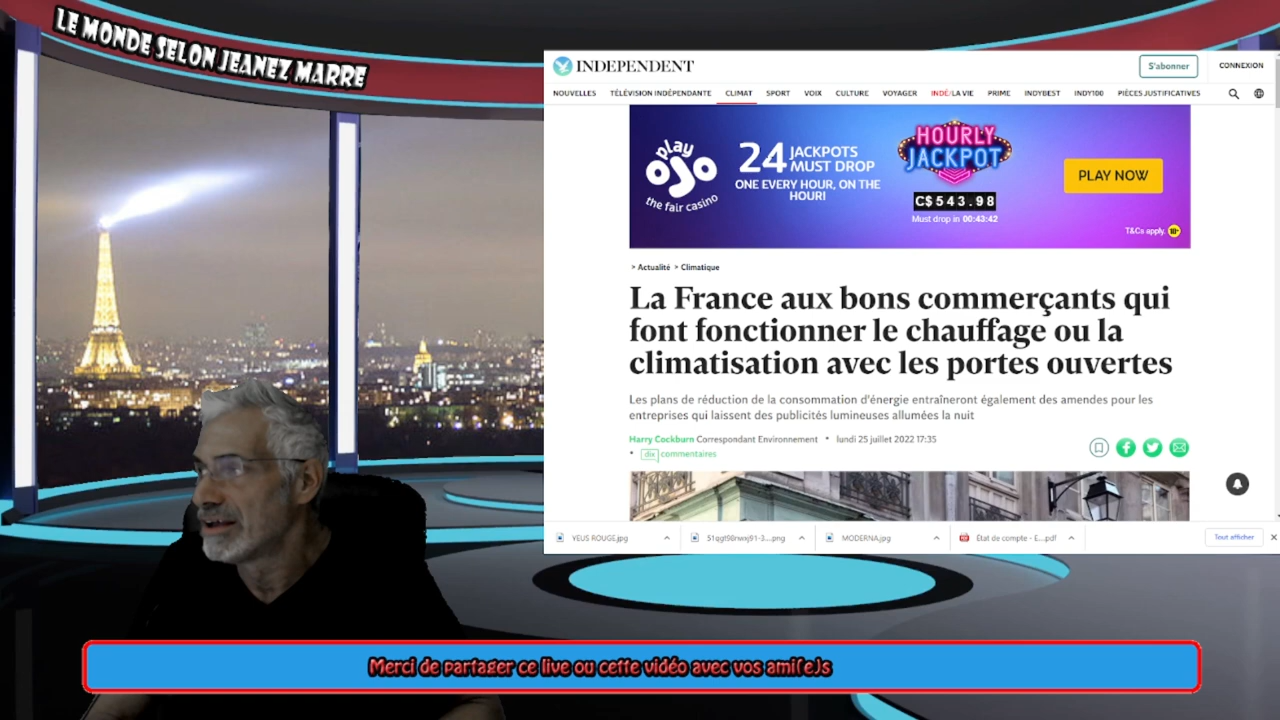 LE MONDE SELON JEANEZ MARRE
INDEPENDENT
S'abonner
CONNEXION
NOUVELLES TÉLÉVISION INDÉPENDANTE CLIMAT SPORT VOIX CULTURE VOYAGER INDÉ/LA VIE PRIME INDYBEST INDY100 PIÈCES JUSTIFICATIVES
play
ojo
the fair casino
24 JACKPOTS
MUST DROP
ONE EVERY HOUR, ON THE
HOUR!
HOURLY
JACKPOT
C$543.98
Must drop in 00:43:42
PLAY NOW
T&Cs apply.
> Actualité > Climatique
La France aux bons commerçants qui
font fonctionner le chauffage ou la
climatisation avec les portes ouvertes
Les plans de réduction de la consommation d'énergie entraîneront également des amendes pour les
entreprises qui laissent des publicités lumineuses allumées la nuit
Harry Cockburn Correspondant Environnement • lundi 25 juillet 2022 17:35
• dix commentaires
YEUS ROUGE.jpg
MODERNA.jpg
État de compte - É....pdf
Tout afficher
Merci de partager ce live ou cette vidéo avec vos ami(e)s